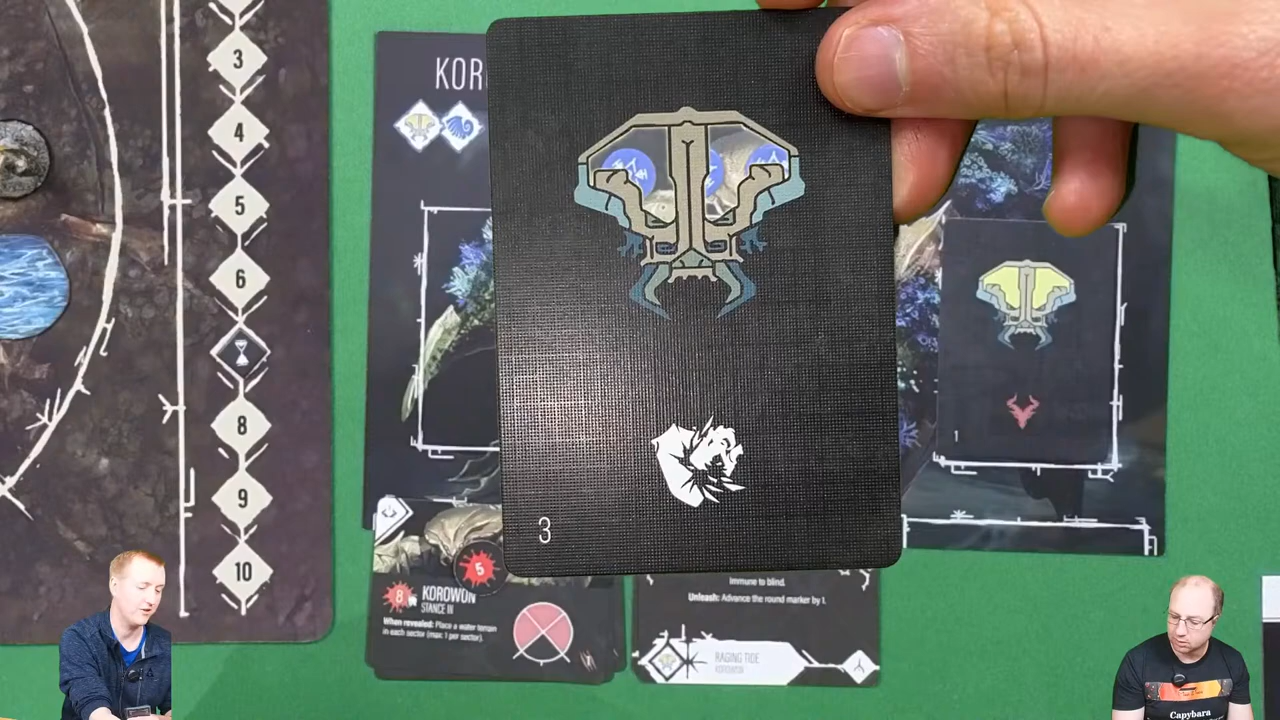 3
4
5
6
8
9
10
KOR
3
1
5
8
KOROWON
STANCE III
When revealed: Place a water terrain
in each sector (max 1 per sector).
Immune to blind.
Unleash: Advance the round marker by 1.
RAGING TIDE
KOROWON
Capybara